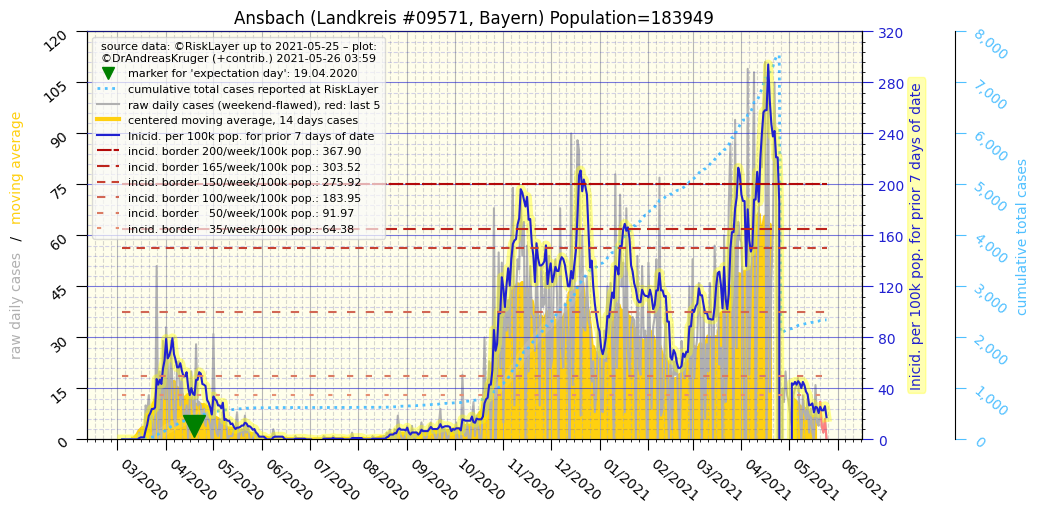 Ansbach (Landkreis #09571, Bayern) Population=183949
source data: ©RiskLayer up to 2021-05-25 – plot:
©DrAndreasKruger (+contrib.) 2021-05-26 03:59
marker for 'expectation day': 19.04.2020
cumulative total cases reported at RiskLayer
raw daily cases (weekend-flawed), red: last 5
centered moving average, 14 days cases
Inicid. per 100k pop. for prior 7 days of date
incid. border 200/week/100k pop.: 367.90
incid. border 165/week/100k pop.: 303.52
incid. border 150/week/100k pop.: 275.92
incid. border 100/week/100k pop.: 183.95
incid. border   50/week/100k pop.: 91.97
incid. border   35/week/100k pop.: 64.38
raw daily cases / moving average
120
105
90
75
60
45
30
15
0
03/2020
04/2020
05/2020
06/2020
07/2020
08/2020
09/2020
10/2020
11/2020
12/2020
01/2021
02/2021
03/2021
04/2021
05/2021
06/2021
320
280
240
200
160
120
80
40
0
Inicid. per 100k pop. for prior 7 days of date
8,000
7,000
6,000
5,000
4,000
3,000
2,000
1,000
0
cumulative total cases